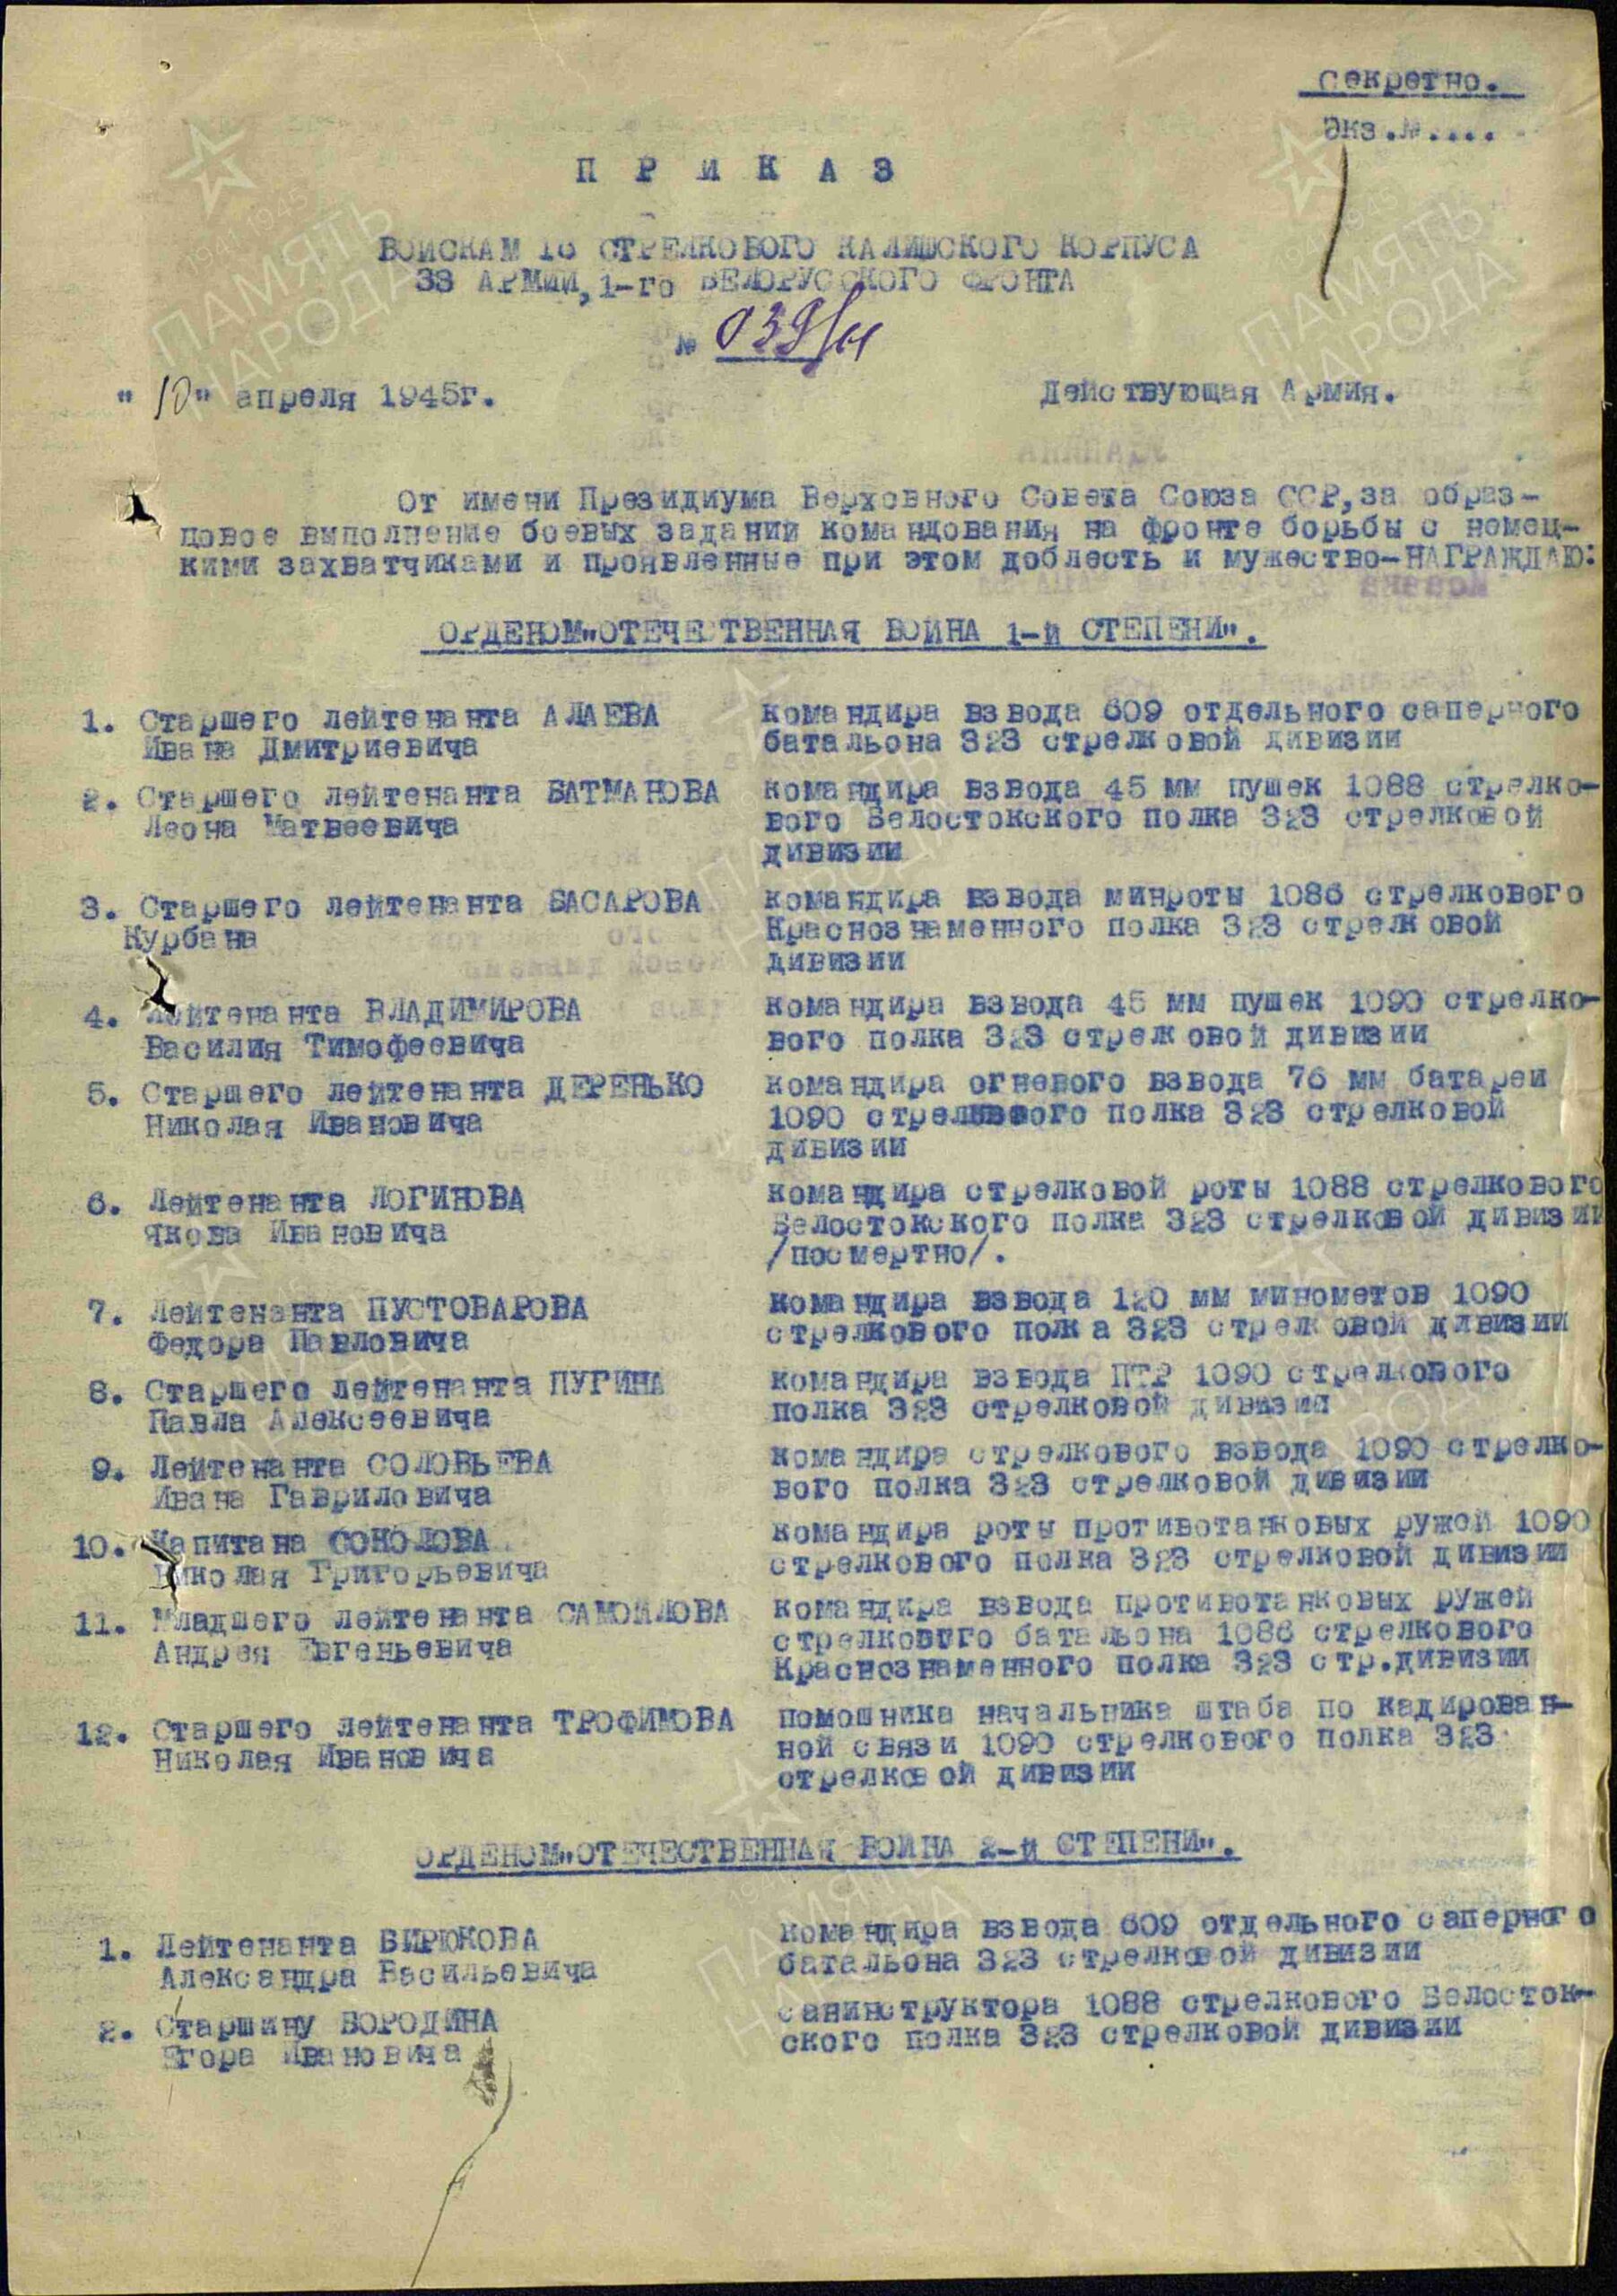 Секретно.
Экз.№....
П Р И К А З
ВОЙСКАМ 16 СТРЕЛКОВОГО КАЛИШСКОГО КОРПУСА
33 АРМИИ, 1-го БЕЛОРУССКОГО ФРОНТА
№ 039/н
"10" апреля 1945г. Действующая Армия.
От имени Президиума Верховного Совета Союза ССР, за образ-
цовое выполнение боевых заданий командования на фронте борьбы с немец-
кими захватчиками и проявленные при этом доблесть и мужество-НАГРАЖДАЮ:
ОРДЕНОМ "ОТЕЧЕСТВЕННАЯ ВОЙНА 1-й СТЕПЕНИ".
1. Старшего лейтенанта АЛАЕВА командира взвода 609 отдельного саперного
Ивана Дмитриевича батальона 323 стрелковой дивизии
2. Старшего лейтенанта БАТМАНОВА командира взвода 45 мм пушек 1088 стрелко-
Леона Матвеевича вого Белостокского полка 323 стрелковой
дивизии
3. Старшего лейтенанта БАСАРОВА командира взвода минроты 1086 стрелкового
Курбана Краснознаменного полка 323 стрелковой
дивизии
4. Лейтенанта ВЛАДИМИРОВА командира взвода 45 мм пушек 1090 стрелко-
Василия Тимофеевича вого полка 323 стрелковой дивизии
5. Старшего лейтенанта ДЕРЕНЬКО командира огневого взвода 76 мм батареи
Николая Ивановича 1090 стрелкового полка 323 стрелковой
дивизии
6. Лейтенанта ЛОГИНОВА командира стрелковой роты 1088 стрелкового
Якова Ивановича Белостокского полка 323 стрелковой дивизии
/посмертно/.
7. Лейтенанта ПУСТОВАРОВА командира взвода 120 мм минометов 1090
Федора Павловича стрелкового полка 323 стрелковой дивизии
8. Старшего лейтенанта ПУГИНА командира взвода ПТР 1090 стрелкового
Павла Алексеевича полка 323 стрелковой дивизии
9. Лейтенанта СОЛОВЬЕВА командира стрелкового взвода 1090 стрелко-
Ивана Гавриловича вого полка 323 стрелковой дивизии
10. Капитана СОКОЛОВА командира роты противотанковых ружей 1090
Николая Григорьевича стрелкового полка 323 стрелковой дивизии
11. Младшего лейтенанта САМОЙЛОВА командира взвода противотанковых ружей
Андрея Евгеньевича стрелкового батальона 1086 стрелкового
Краснознаменного полка 323 стр.дивизии
12. Старшего лейтенанта ТРОФИМОВА помошника начальника штаба по кадирован-
Николая Ивановича ной связи 1090 стрелкового полка 323
стрелковой дивизии
ОРДЕНОМ "ОТЕЧЕСТВЕННАЯ ВОЙНА 2-й СТЕПЕНИ".
1. Лейтенанта БИРЮКОВА командира взвода 609 отдельного саперного
Александра Васильевича батальона 323 стрелковой дивизии
2. Старшину БОРОДИНА санинструктора 1088 стрелкового Белосток-
Егора Ивановича ского полка 323 стрелковой дивизии